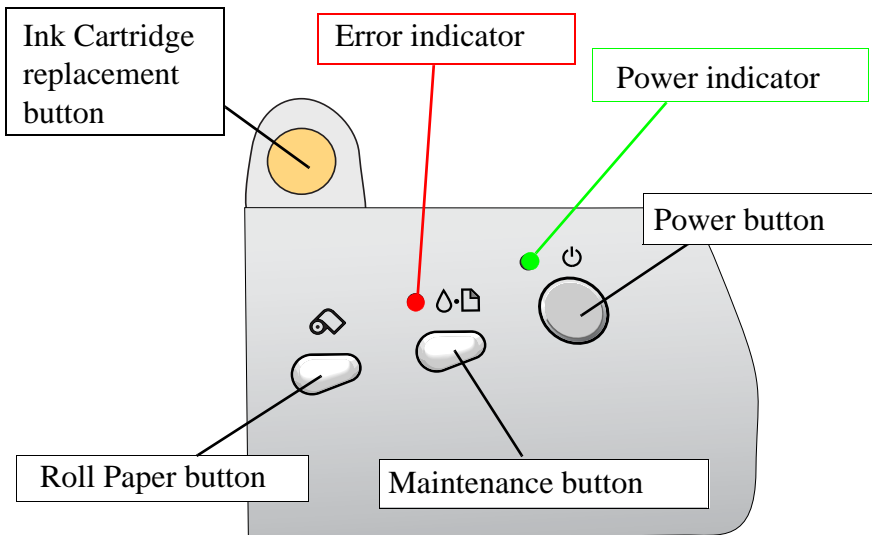 Ink Cartridge
replacement
button
Error indicator
Power indicator
Power button
Roll Paper button
Maintenance button